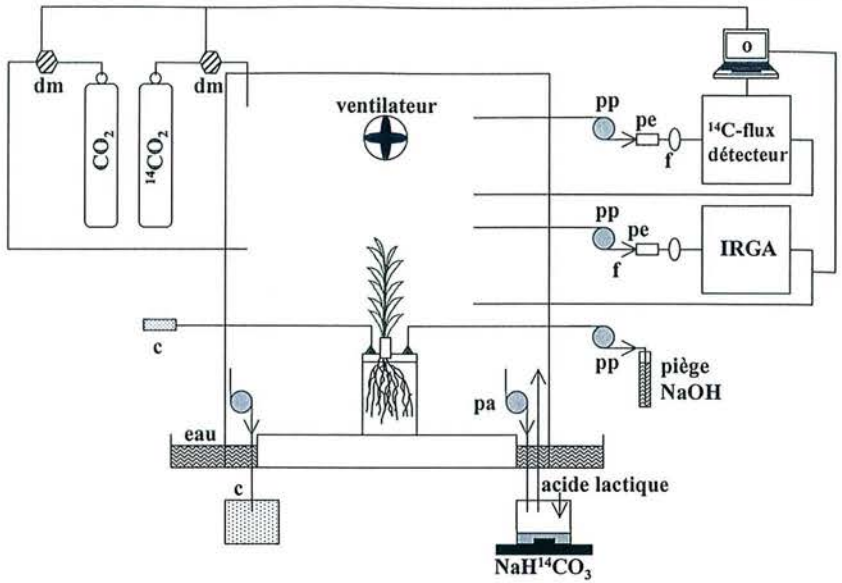 o
dm
dm
CO₂
¹⁴CO₂
ventilateur
pp
pe
f
¹⁴C-flux
détecteur
pp
pe
f
IRGA
c
pp
piège
NaOH
pa
eau
c
acide lactique
NaH¹⁴CO₃